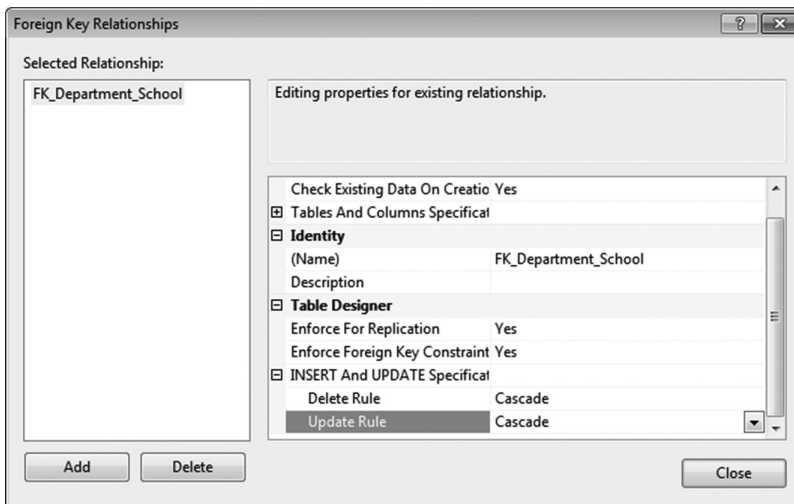 Foreign Key Relationships
Selected Relationship:
FK_Department_School
Editing properties for existing relationship.
Check Existing Data On Creatio Yes
Tables And Columns Specificat
Identity
(Name) FK_Department_School
Description
Table Designer
Enforce For Replication Yes
Enforce Foreign Key Constraint Yes
INSERT And UPDATE Specificat
Delete Rule Cascade
Update Rule Cascade
Add Delete
Close